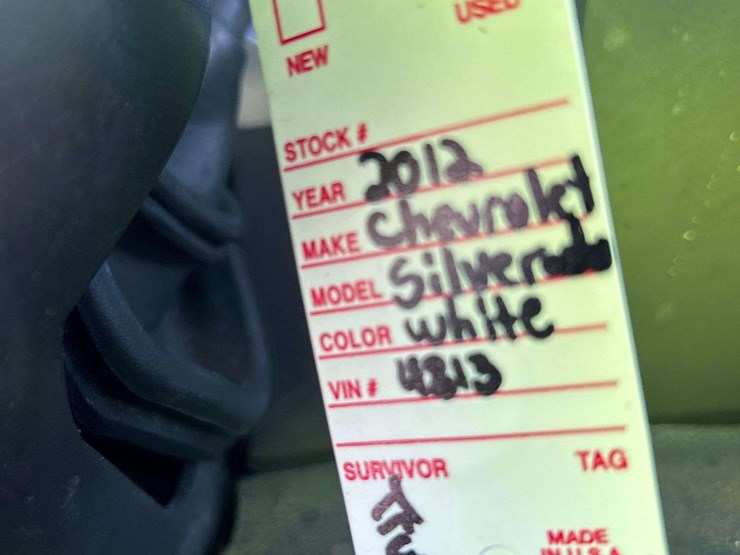 USED
NEW
STOCK #
YEAR 2012
MAKE Chevrolet
MODEL Silverado
COLOR white
VIN # 4813
SURVIVOR TAG
MADE
IN U.S.A